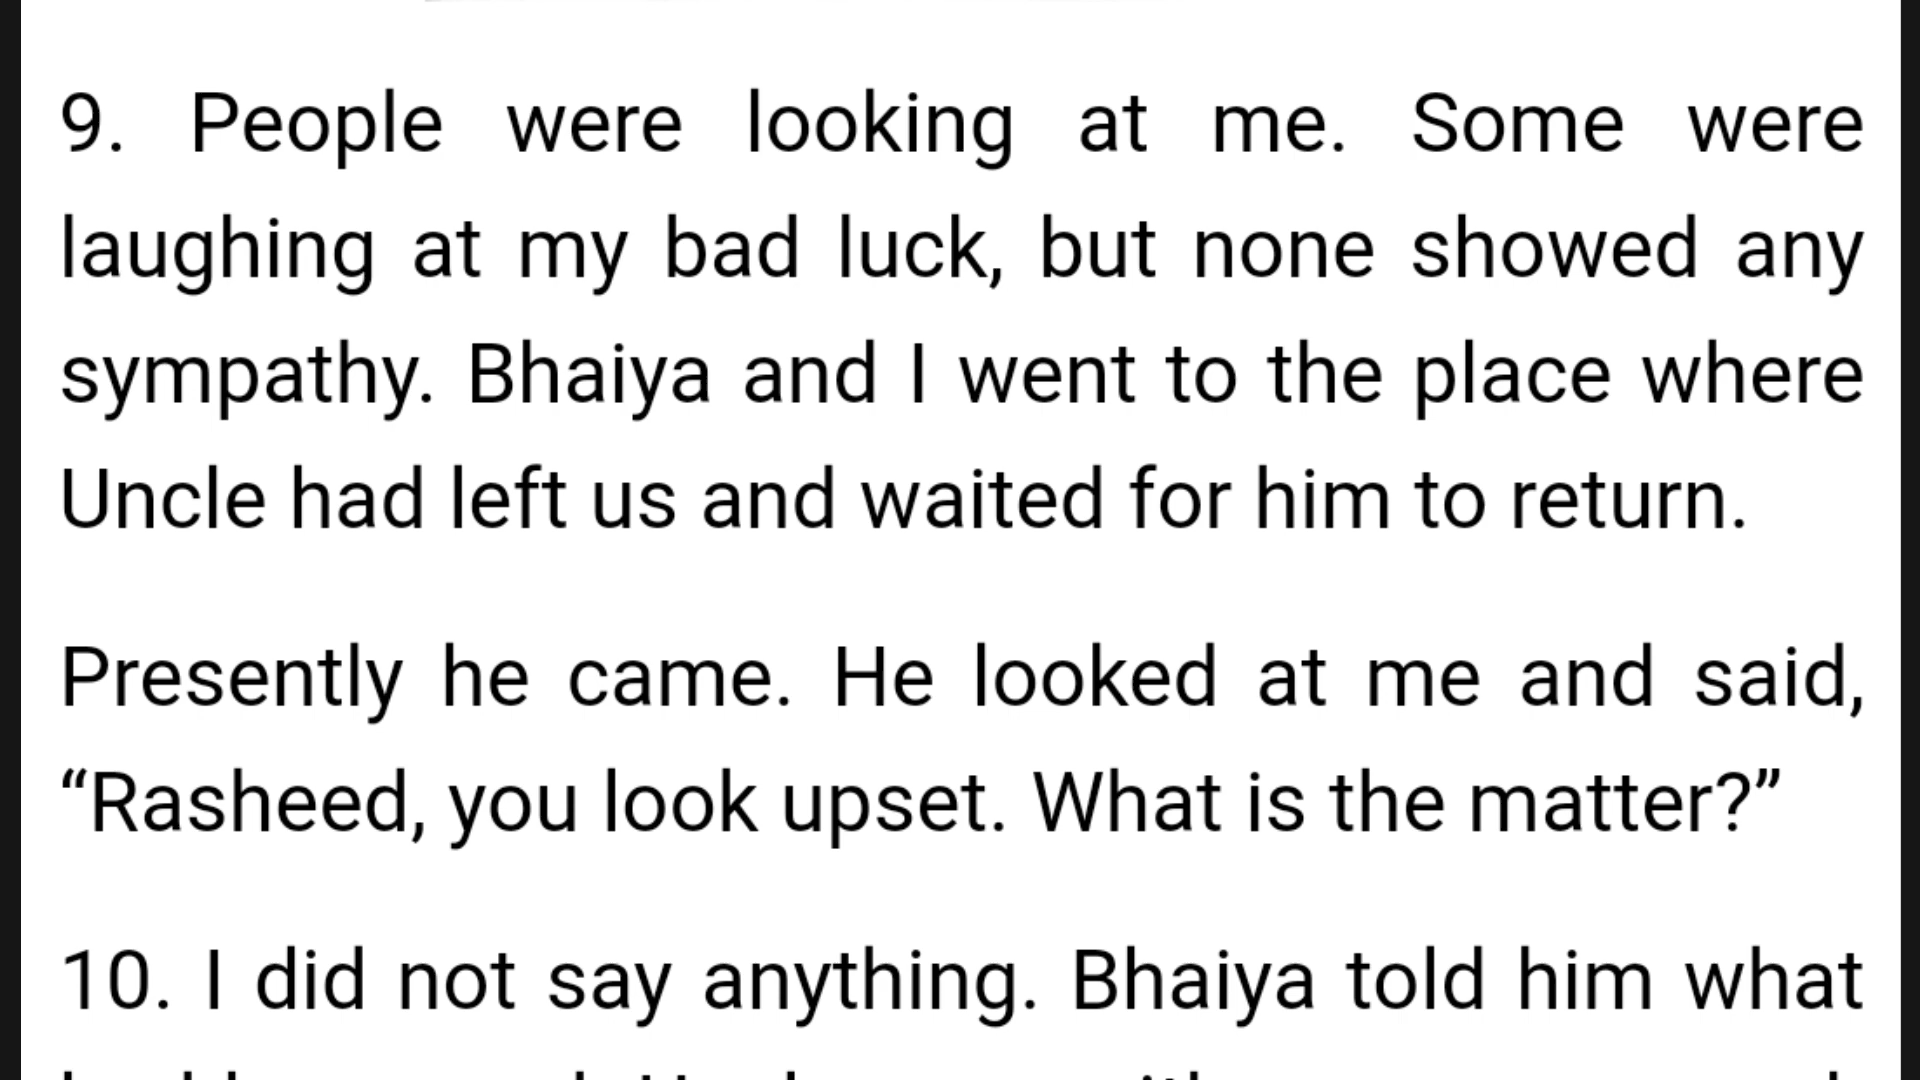 9. People were looking at me. Some were
laughing at my bad luck, but none showed any
sympathy. Bhaiya and I went to the place where
Uncle had left us and waited for him to return.
Presently he came. He looked at me and said,
“Rasheed, you look upset. What is the matter?”
10. I did not say anything. Bhaiya told him what